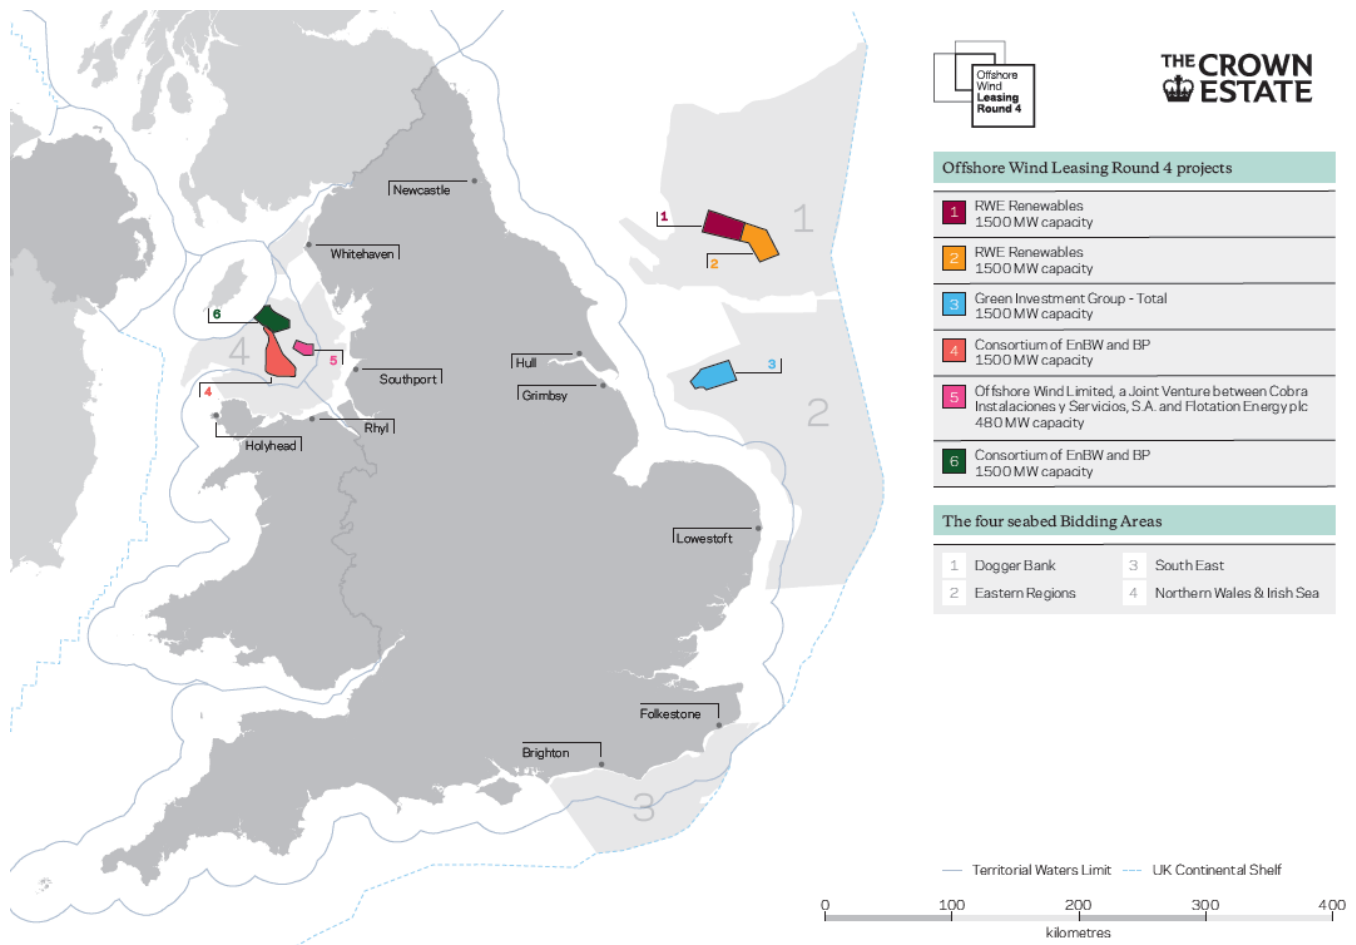 Offshore
Wind
Leasing
Round 4
THE CROWN
ESTATE
Offshore Wind Leasing Round 4 projects
1
RWE Renewables
1500 MW capacity
2
RWE Renewables
1500 MW capacity
3
Green Investment Group - Total
1500 MW capacity
4
Consortium of EnBW and BP
1500 MW capacity
5
Offshore Wind Limited, a Joint Venture between Cobra
Instalaciones y Servicios, S.A. and Flotation Energy plc
480 MW capacity
6
Consortium of EnBW and BP
1500 MW capacity
The four seabed Bidding Areas
1 Dogger Bank
3 South East
2 Eastern Regions
4 Northern Wales & Irish Sea
Newcastle
1
1
Whitehaven
2
6
4
5
3
Hull
Southport
4
Grimsby
2
Rhyl
Holyhead
Lowestoft
Folkestone
Brighton
3
Territorial Waters Limit
UK Continental Shelf
0 100 200 300 400
kilometres